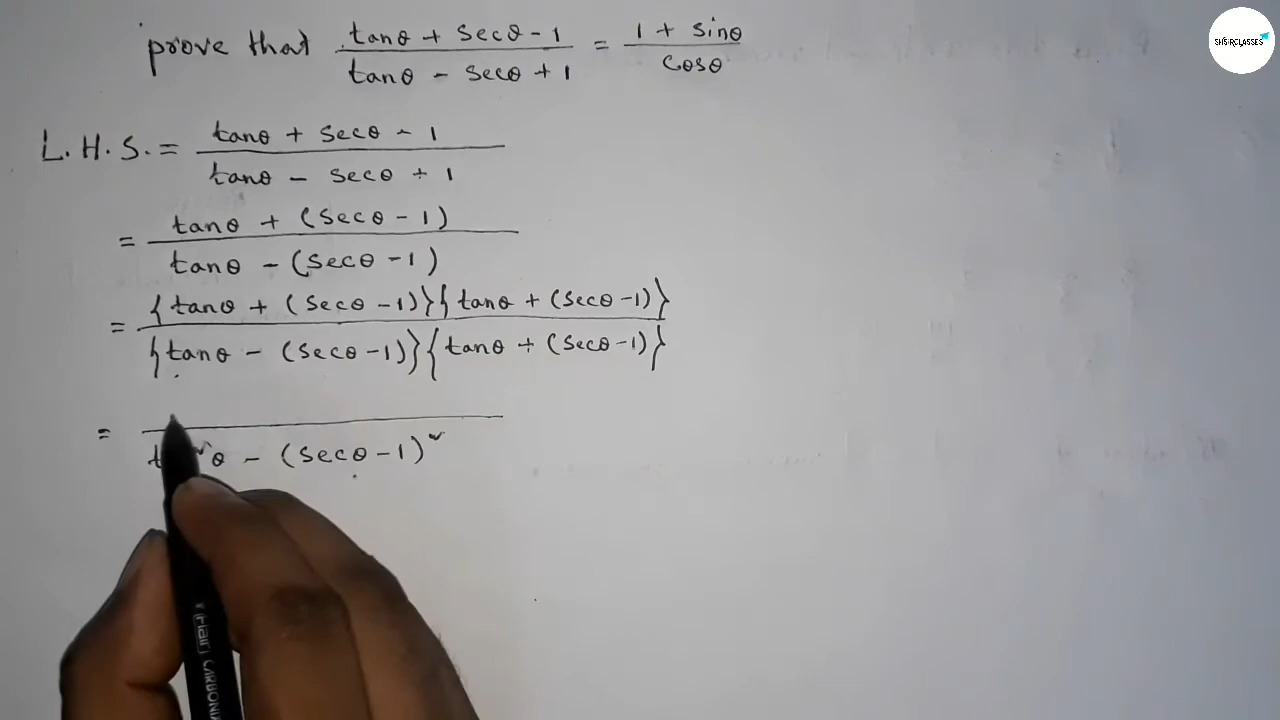 prove that (tanθ + secθ - 1)/(tanθ - secθ + 1) = (1 + sinθ)/cosθ
SHSIRCLASSES
L.H.S. = (tanθ + secθ - 1)/(tanθ - secθ + 1)
= (tanθ + (secθ - 1))/(tanθ - (secθ - 1))
= ({tanθ + (secθ - 1)}{tanθ + (secθ - 1)})/({tanθ - (secθ - 1)}{tanθ + (secθ - 1)})
= /(θ - (secθ - 1)²)